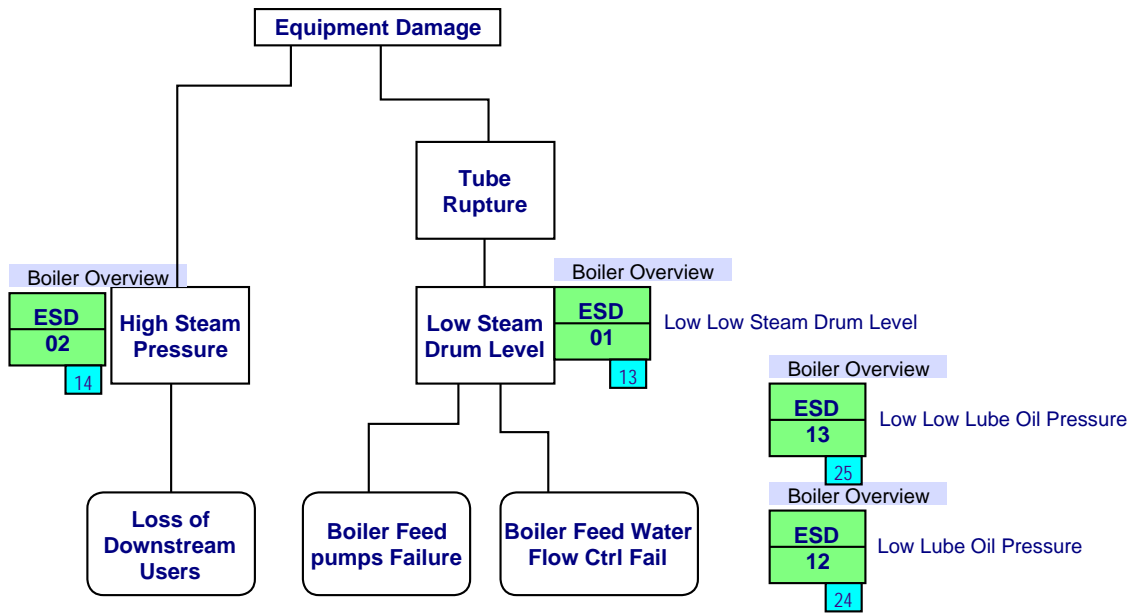 Equipment Damage
Tube
Rupture
Boiler Overview
ESD
02
14
High Steam
Pressure
Low Steam
Drum Level
Boiler Overview
ESD
01
13
Low Low Steam Drum Level
Boiler Overview
ESD
13
25
Low Low Lube Oil Pressure
Loss of
Downstream
Users
Boiler Feed
pumps Failure
Boiler Feed Water
Flow Ctrl Fail
Boiler Overview
ESD
12
24
Low Lube Oil Pressure